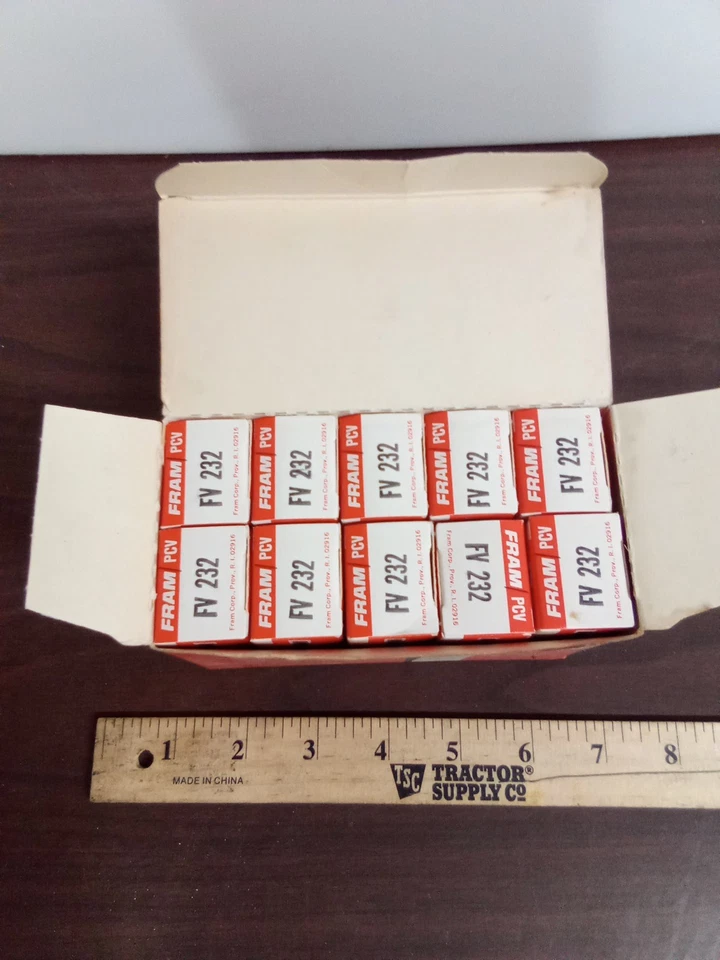 FRAM PCV
FV 232
Fram Corp., Prov., R. I. 02916
FRAM PCV
FV 232
Fram Corp., Prov., R. I. 02916
FRAM PCV
FV 232
Fram Corp., Prov., R. I. 02916
FRAM PCV
FV 232
Fram Corp., Prov., R. I. 02916
FRAM PCV
FV 232
Fram Corp., Prov., R. I. 02916
FRAM PCV
FV 232
Fram Corp., Prov., R. I. 02916
FRAM PCV
FV 232
Fram Corp., Prov., R. I. 02916
FRAM PCV
FV 232
Fram Corp., Prov., R. I. 02916
FRAM PCV
FV 232
Fram Corp., Prov., R. I. 02916
FRAM PCV
FV 232
Fram Corp., Prov., R. I. 02916
1 2 3 4 5 6 7 8
MADE IN CHINA
TSC TRACTOR®
SUPPLY CO